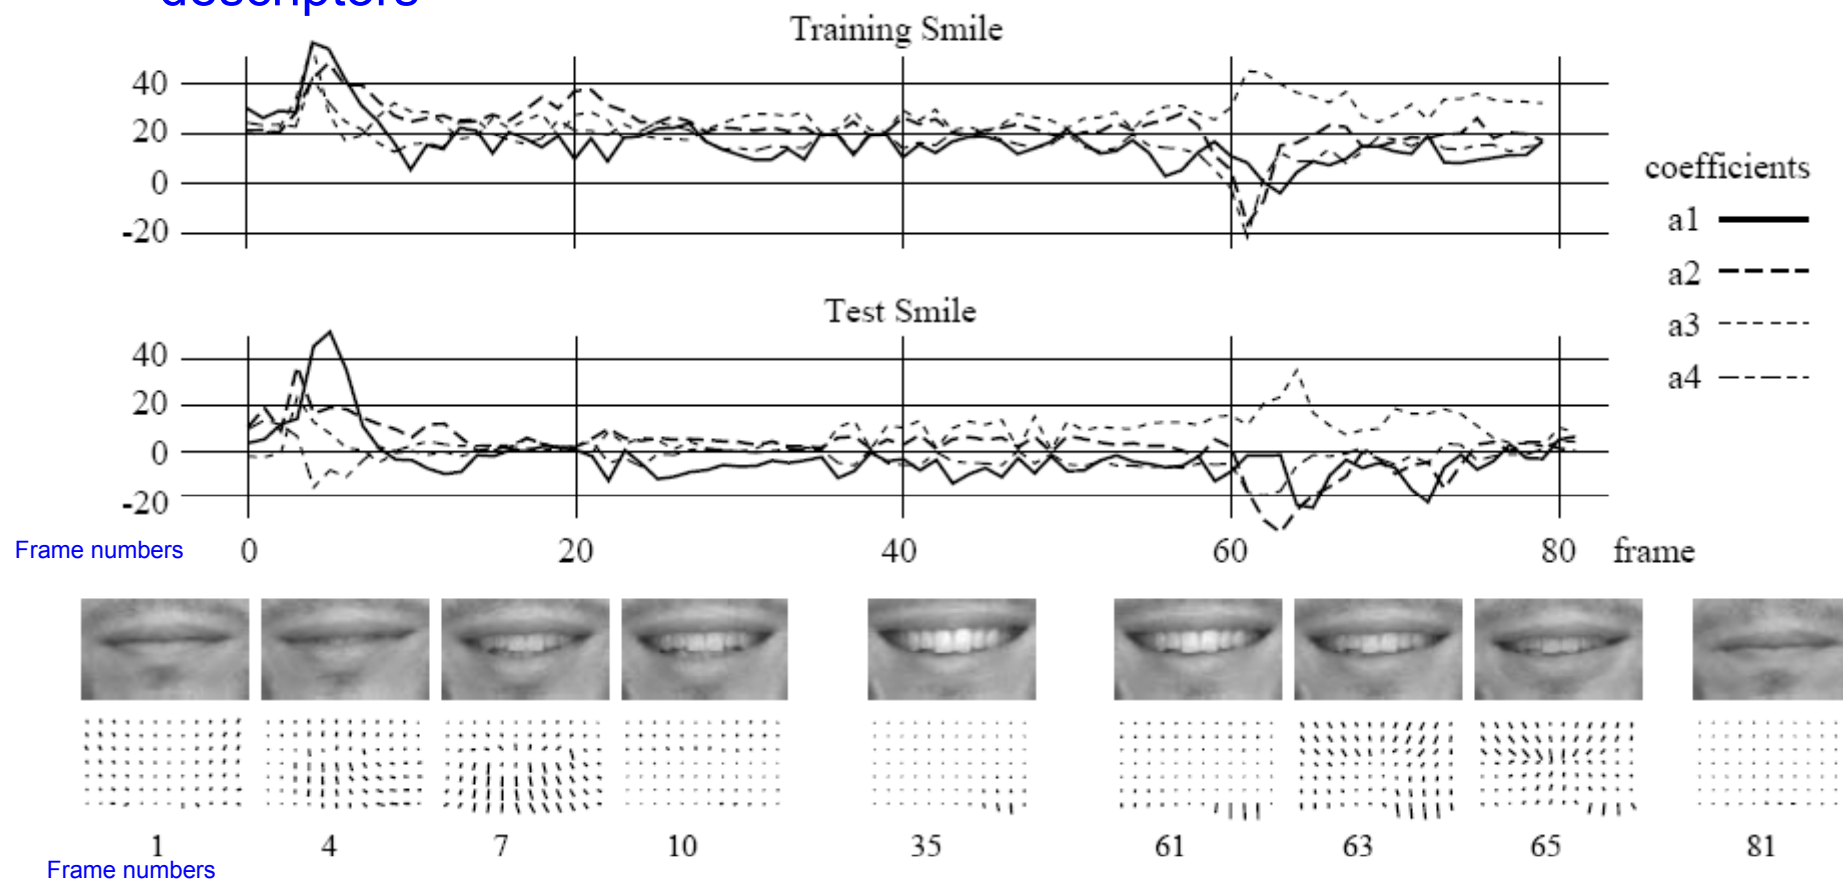 descriptors
Training Smile
40
20
0
-20
coefficients
a1
a2
a3
a4
Test Smile
40
20
0
-20
Frame numbers 0 20 40 60 80 frame
1 4 7 10 35 61 63 65 81
Frame numbers